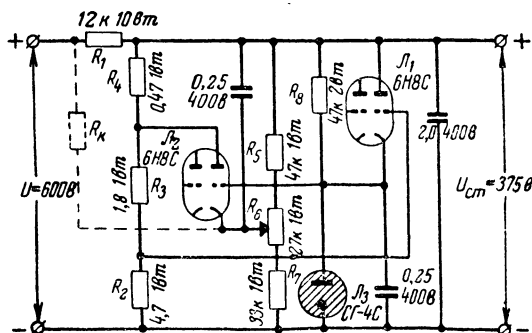 12к 10вт
+ R₁ +
R₄
0,47 1вт
0,25
400в
R₈
47к 2вт
Л₁
6Н8С
2,0 400в
Rк
Л₂
6Н8С
R₅
47к 1вт
U=600в
R₃
1,8 1вт
R₆
27к 1вт
Uст=375в
R₂
4,7 1вт
R₇
33к 1вт
Л₃
СГ-4С
0,25
400в
- -